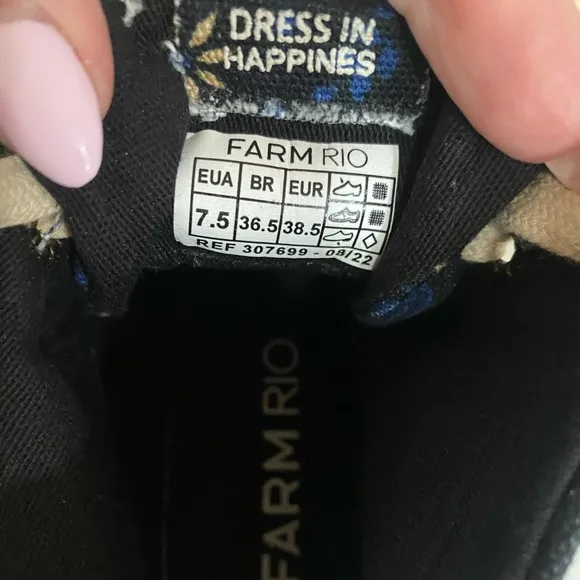 DRESS IN
HAPPINES
FARM RIO
EUA BR EUR
7.5 36.5 38.5
REF 307699 - 08/22
FARM RIO